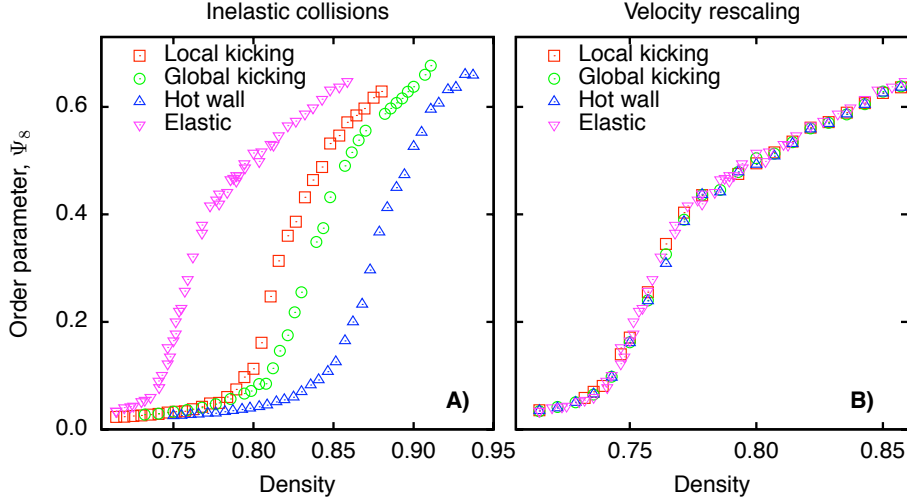 Inelastic collisions
Velocity rescaling
Order parameter, Ψ8
0.6
0.4
0.2
0.0
Local kicking
Global kicking
Hot wall
Elastic
A)
0.75
0.80
0.85
0.90
0.95
Density
Local kicking
Global kicking
Hot wall
Elastic
B)
0.75
0.80
0.85
Density